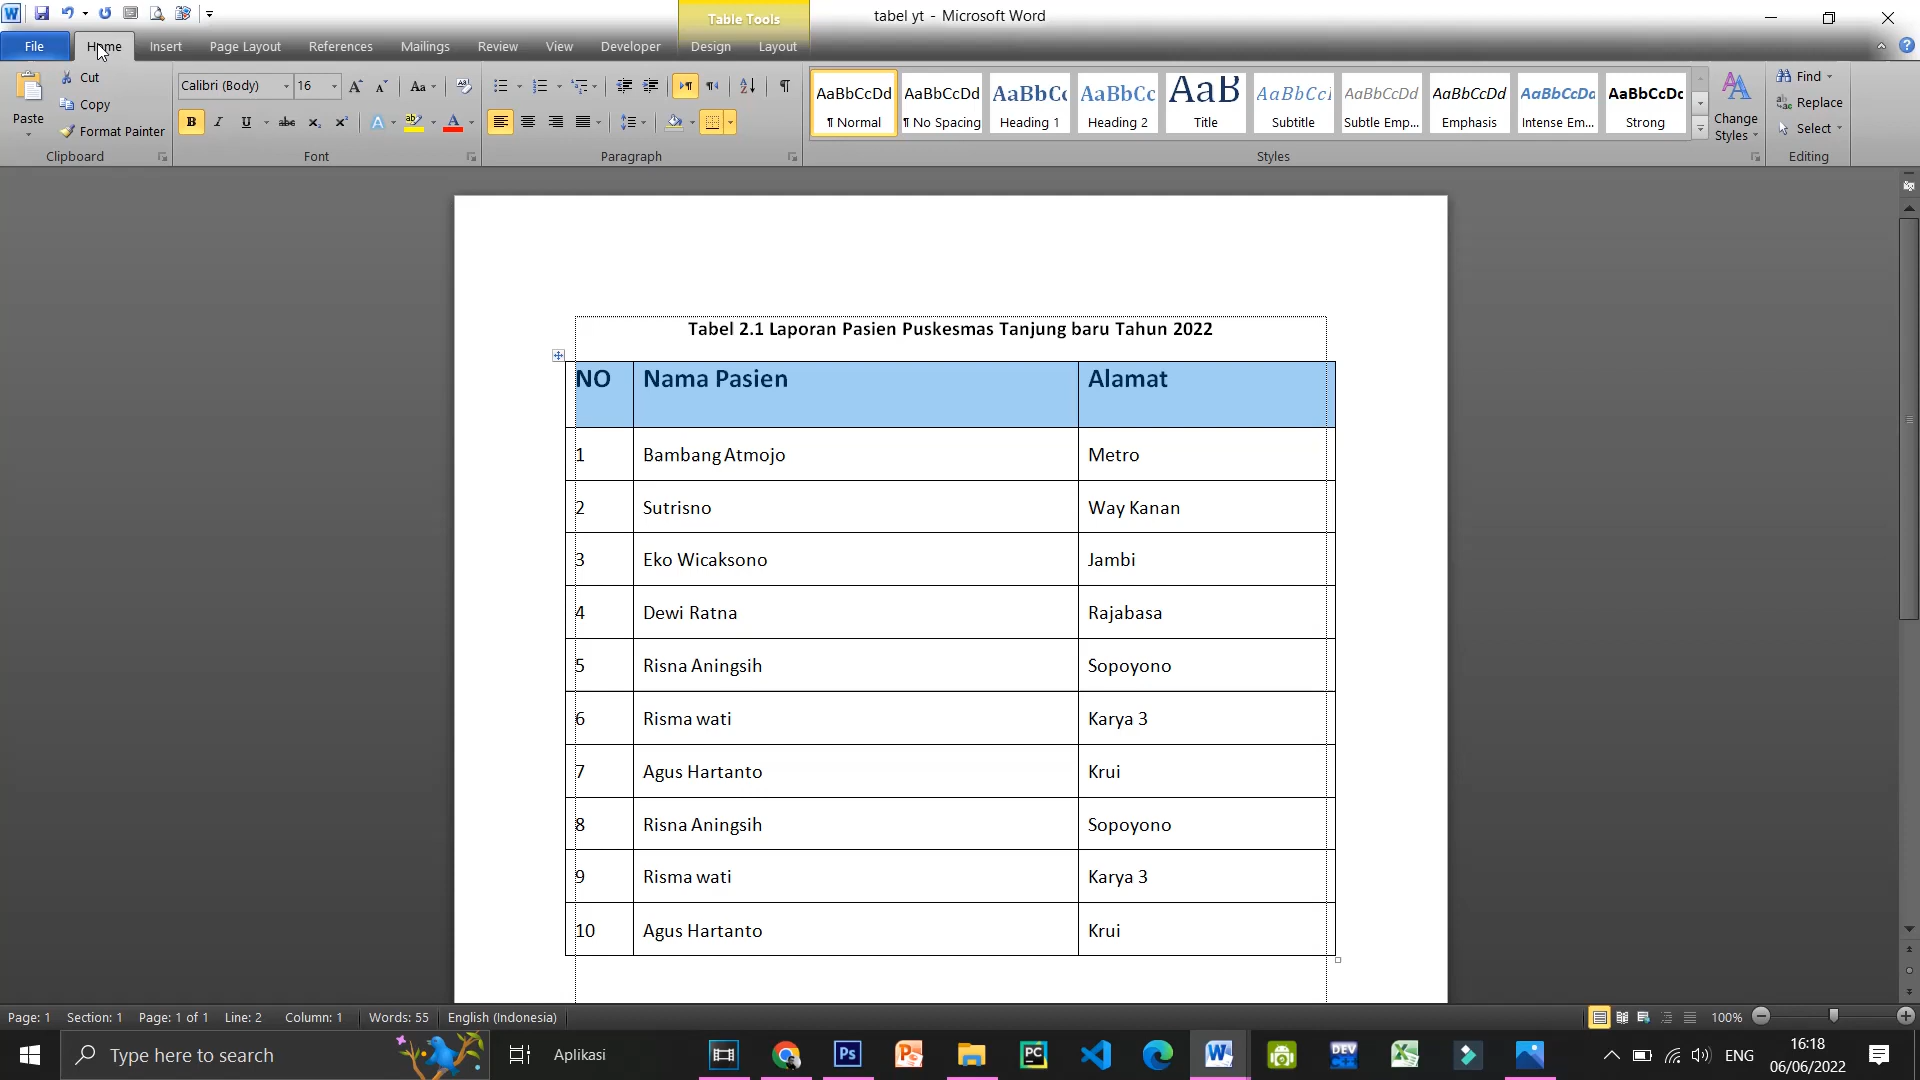 Table Tools
tabel yt - Microsoft Word
File Home Insert Page Layout References Mailings Review View Developer Design Layout
Paste
Cut
Copy
Format Painter
Clipboard
Calibri (Body) 16
Font
Paragraph
AaBbCcDd AaBbCcDd AaBbCc AaBbCc AaB AaBbCcI AaBbCcDd AaBbCcDd AaBbCcDd AaBbCcDc
¶ Normal ¶ No Spacing Heading 1 Heading 2 Title Subtitle Subtle Emp... Emphasis Intense Em... Strong
Styles
Change
Styles
Find
Replace
Select
Editing
Tabel 2.1 Laporan Pasien Puskesmas Tanjung baru Tahun 2022
NO Nama Pasien Alamat
1 Bambang Atmojo Metro
2 Sutrisno Way Kanan
3 Eko Wicaksono Jambi
4 Dewi Ratna Rajabasa
5 Risna Aningsih Sopoyono
6 Risma wati Karya 3
7 Agus Hartanto Krui
8 Risna Aningsih Sopoyono
9 Risma wati Karya 3
10 Agus Hartanto Krui
Page: 1 Section: 1 Page: 1 of 1 Line: 2 Column: 1 Words: 55 English (Indonesia) 100%
Type here to search
Aplikasi
ENG
16:18
06/06/2022